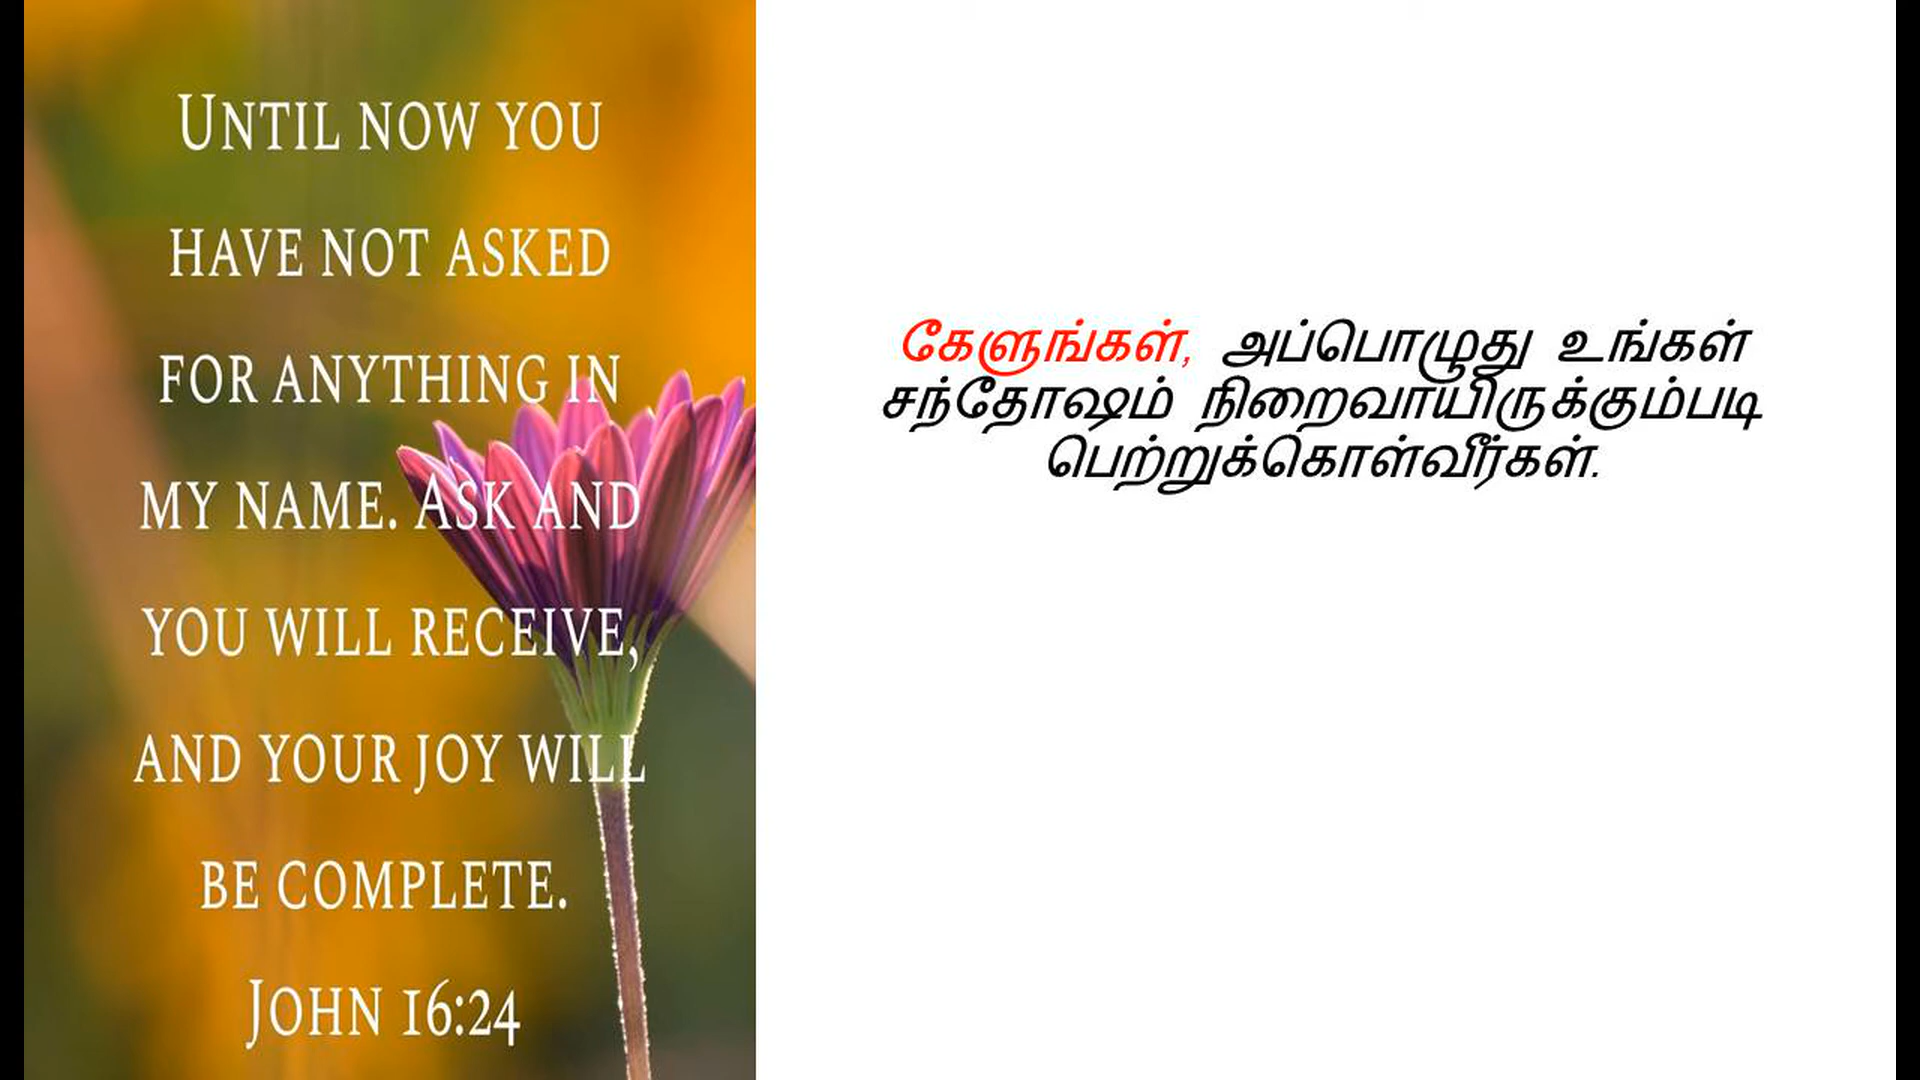 Until now you
have not asked
for anything in
my name. Ask and
you will receive,
and your joy will
be complete.
John 16:24
கேளுங்கள், அப்பொழுது உங்கள்
சந்தோஷம் நிறைவாயிருக்கும்படி
பெற்றுக்கொள்வீர்கள்.